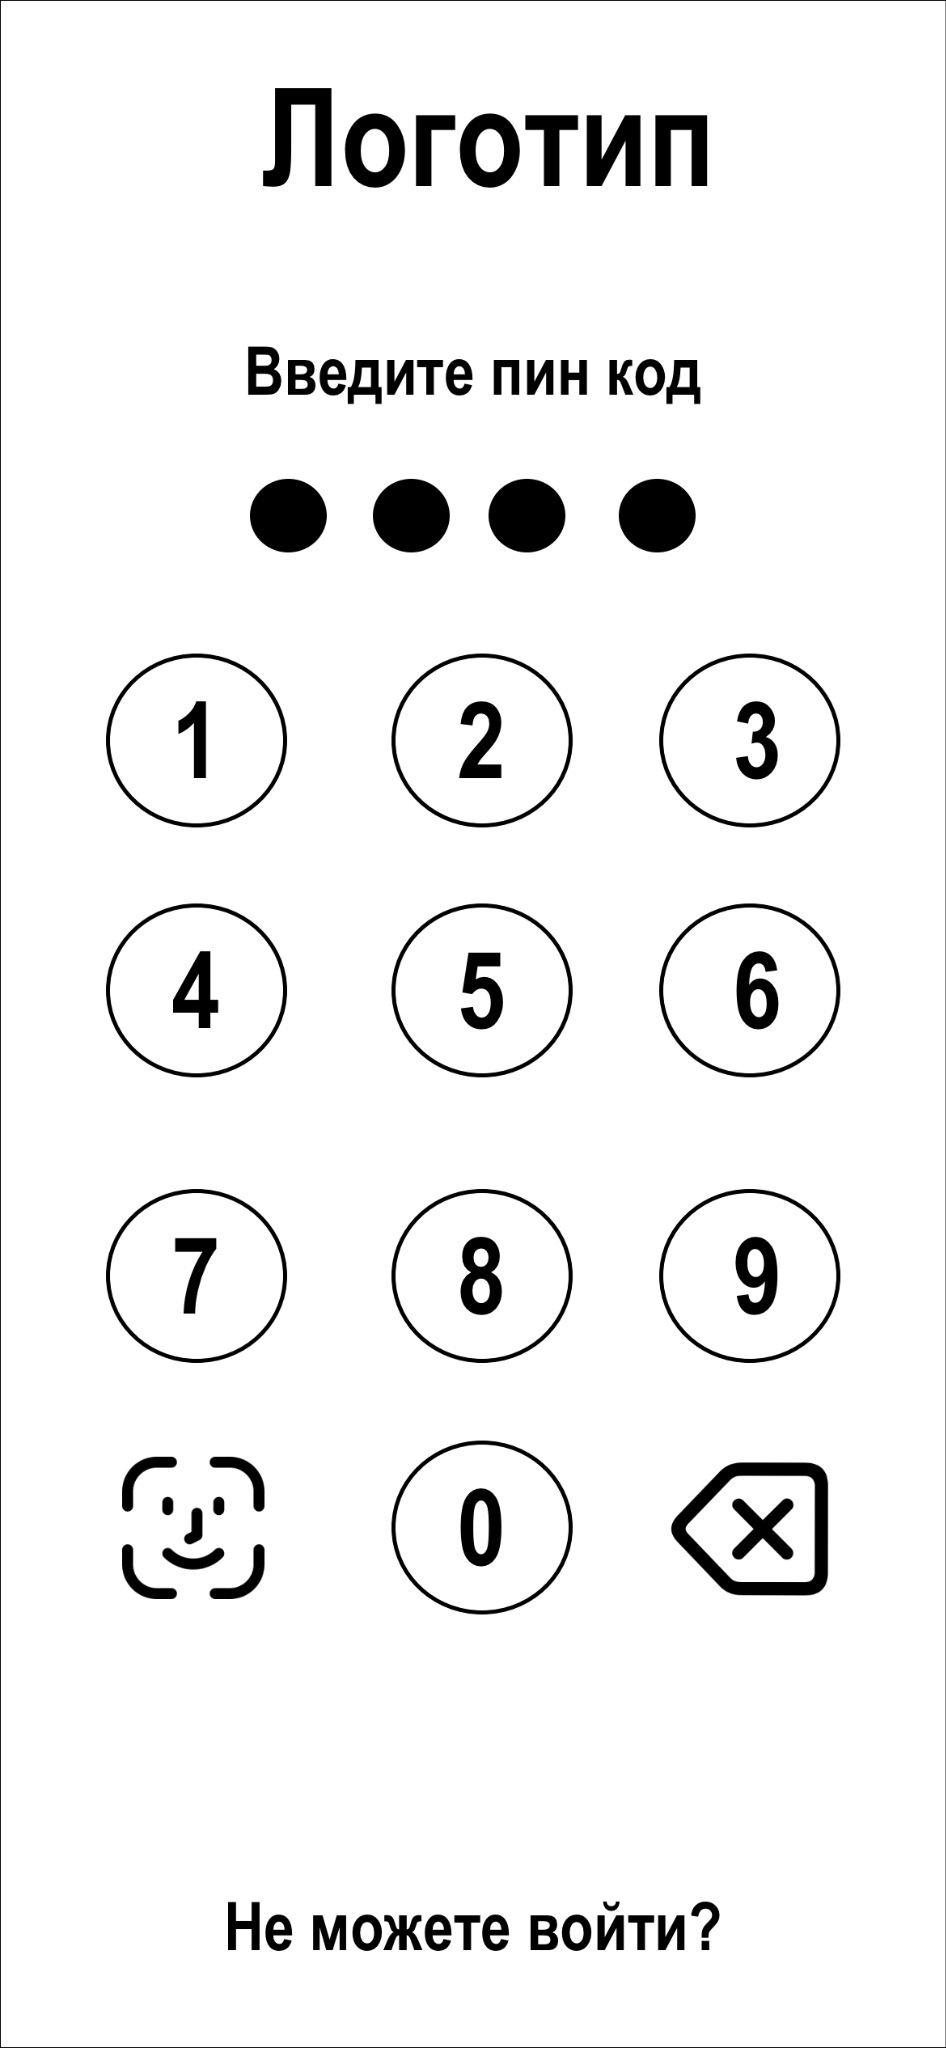 Логотип
Введите пин код
1 2 3
4 5 6
7 8 9
0
Не можете войти?